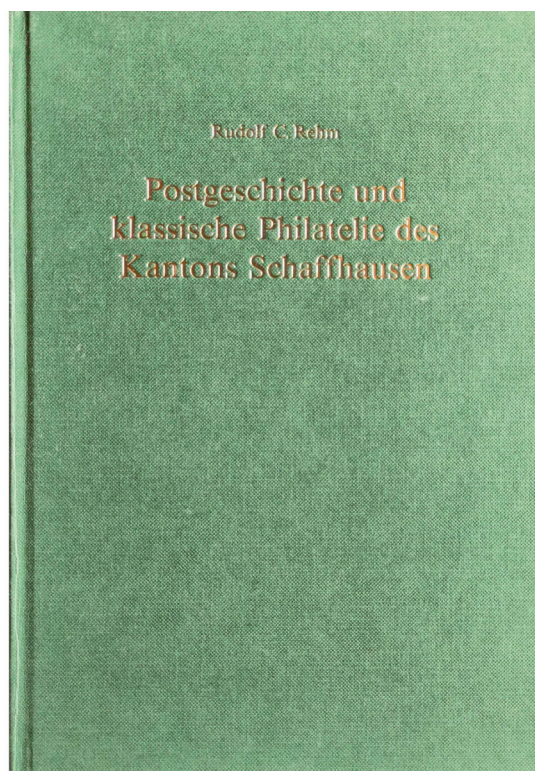 Rudolf C. Rehm
Postgeschichte und
klassische Philatelie des
Kantons Schaffhausen